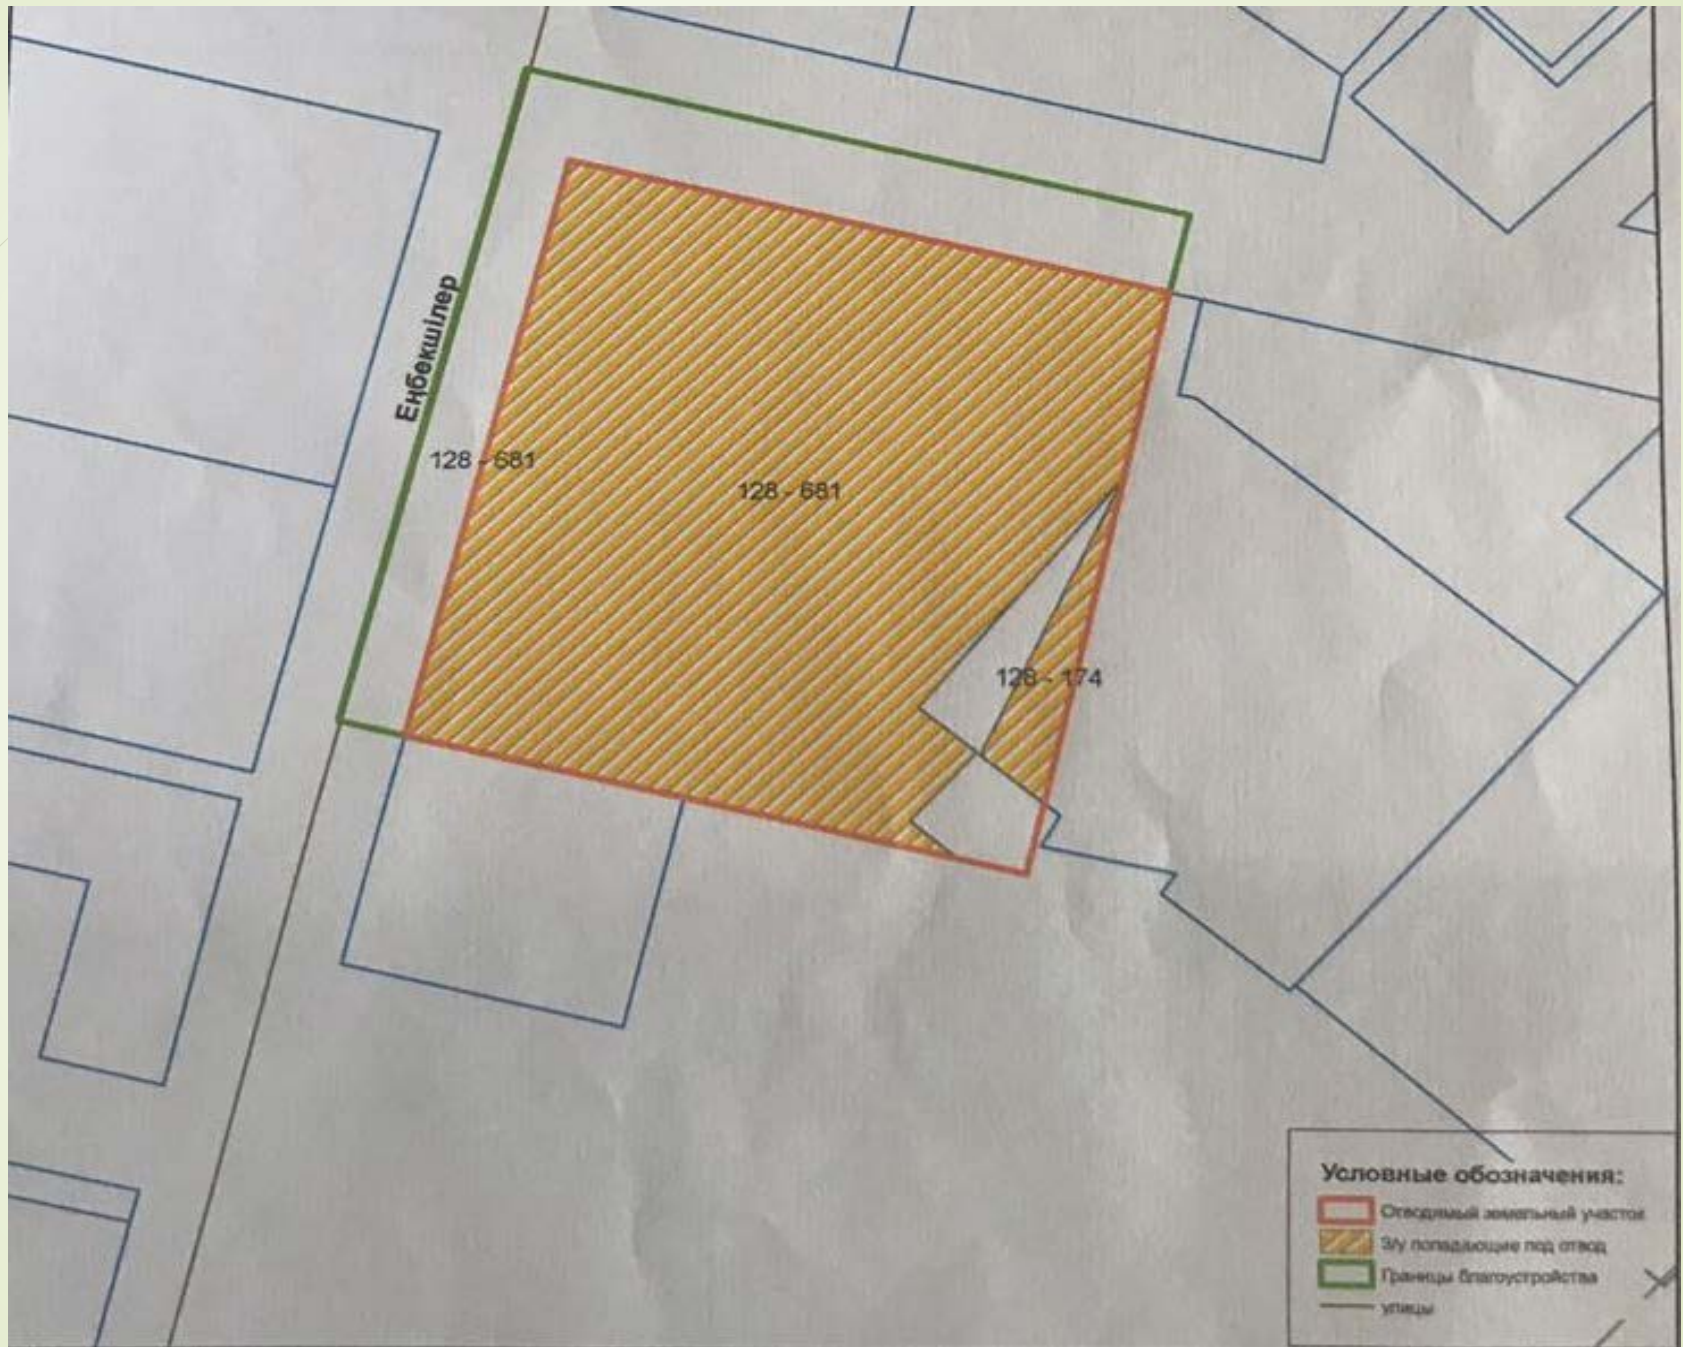 Еңбекшілер
128 - 681
128 - 681
128 - 174
Условные обозначения:
Отводимый земельный участок
З/у попадающие под отвод
Границы благоустройства
улицы